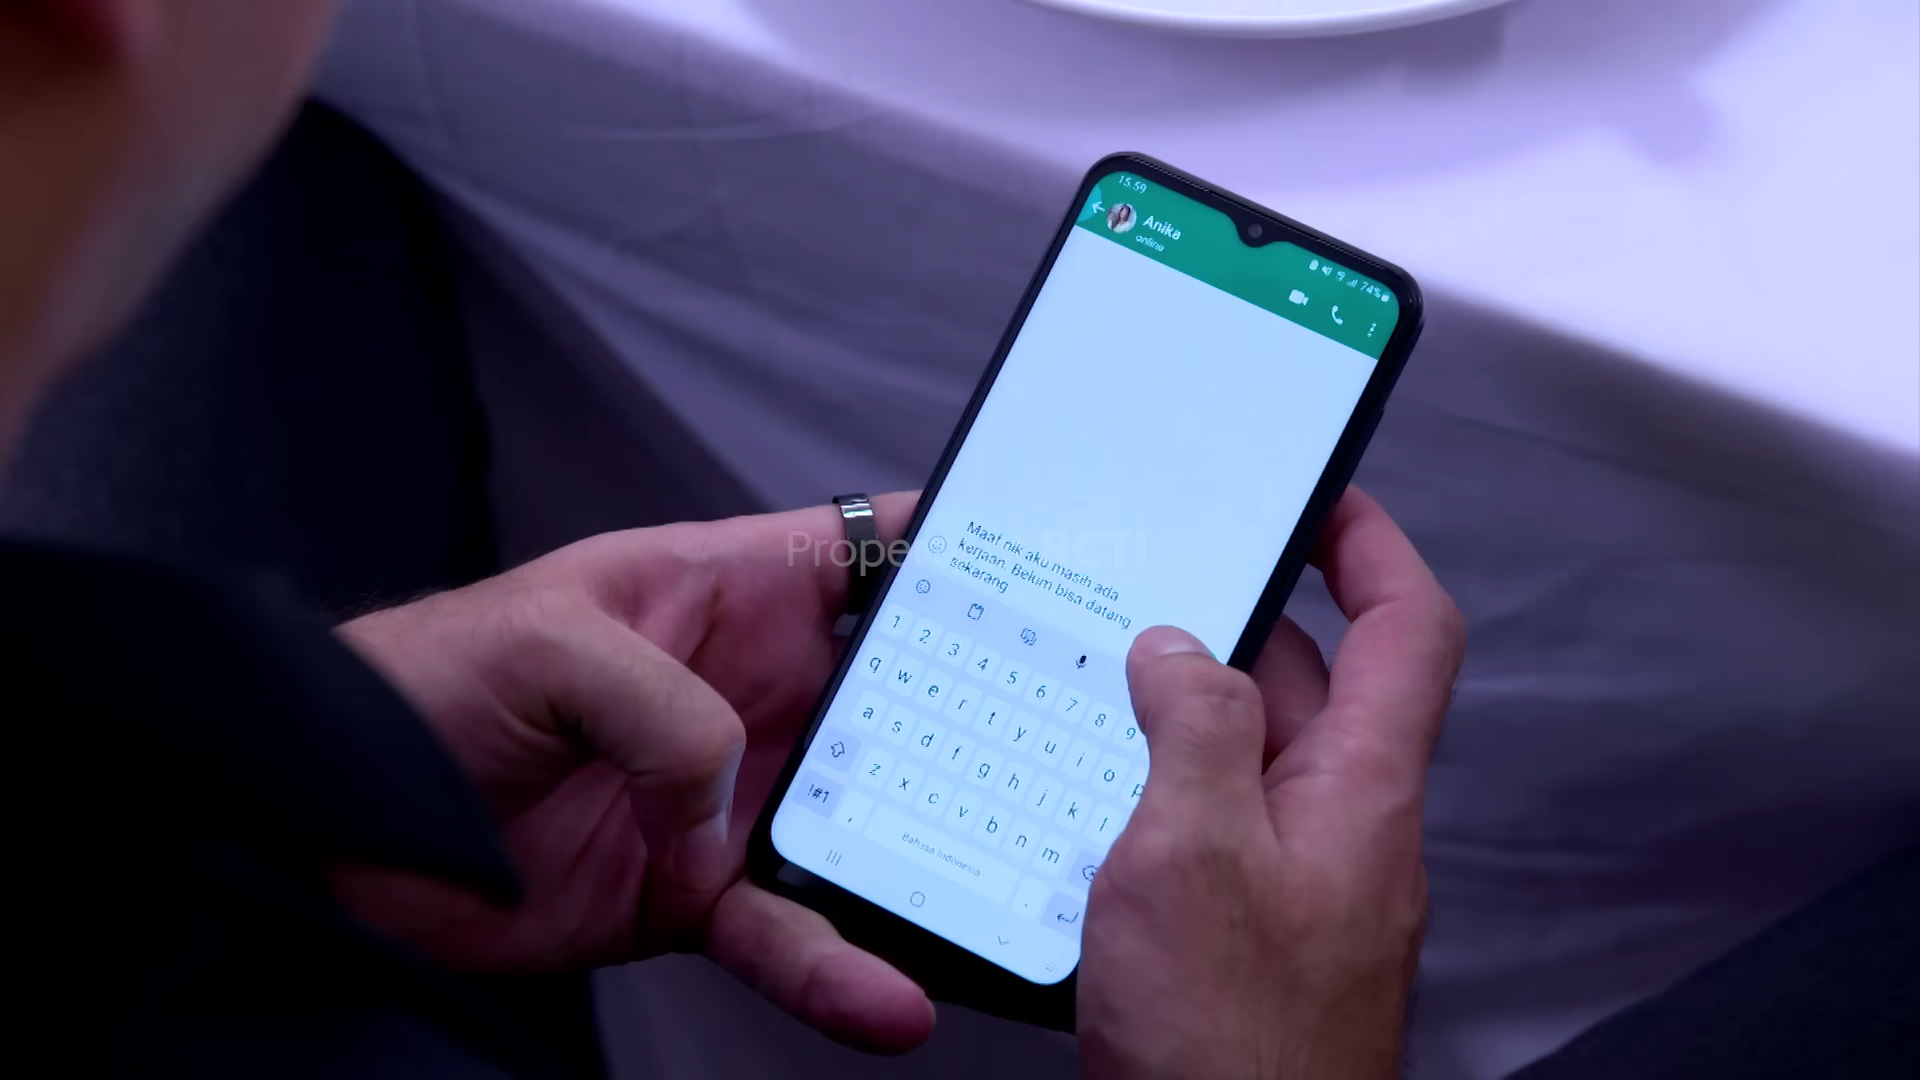 15.59
74%
Anika
online
Maaf nik aku masih ada
kerjaan. Belum bisa datang
sekarang
1 2 3 4 5 6 7 8 9
q w e r t y u i o p
a s d f g h j k l
z x c v b n m
!#1 , Bahasa Indonesia .